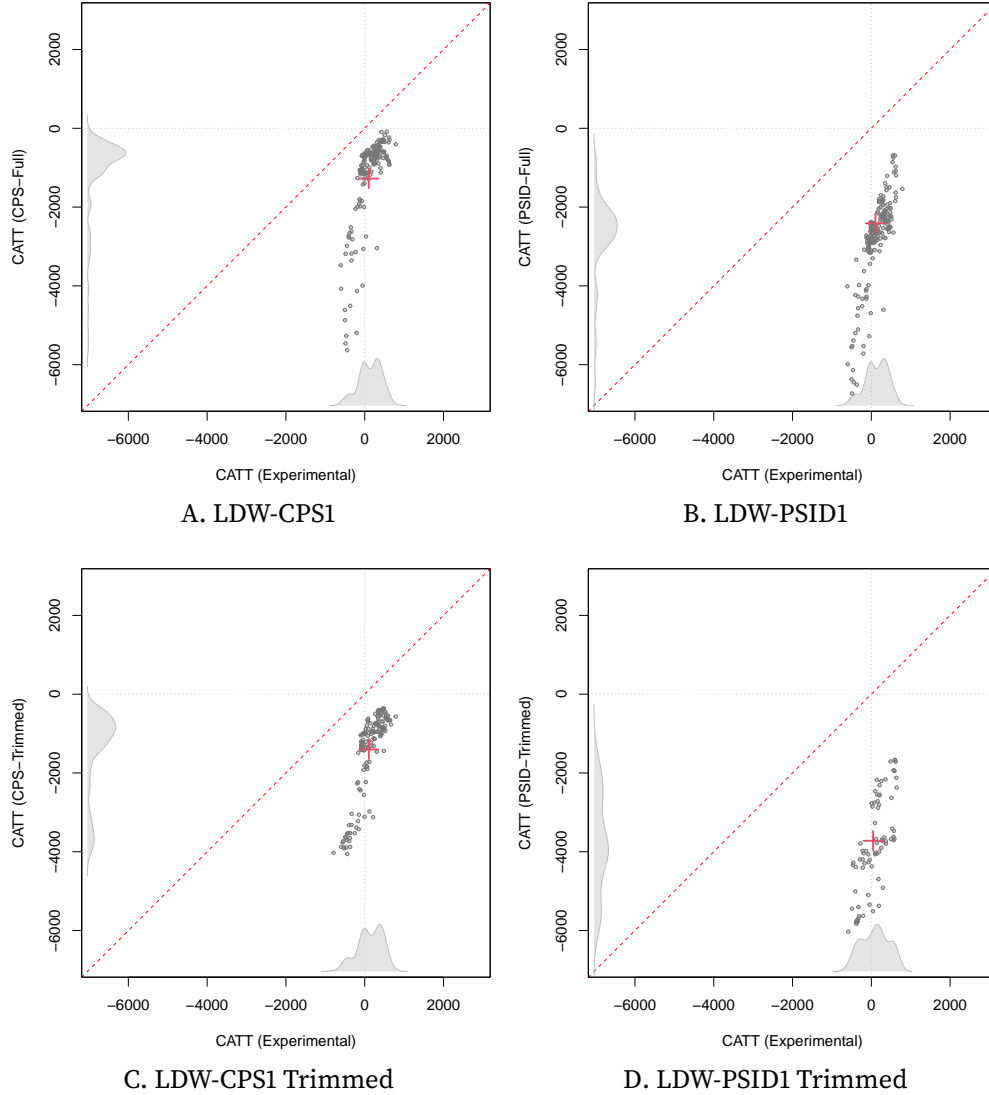 2000
0
−2000
−4000
−6000
CATT (CPS−Full)
−6000 −4000 −2000 0 2000
CATT (Experimental)
A. LDW-CPS1
2000
0
−2000
−4000
−6000
CATT (PSID−Full)
−6000 −4000 −2000 0 2000
CATT (Experimental)
B. LDW-PSID1
2000
0
−2000
−4000
−6000
CATT (CPS−Trimmed)
−6000 −4000 −2000 0 2000
CATT (Experimental)
C. LDW-CPS1 Trimmed
2000
0
−2000
−4000
−6000
CATT (PSID−Trimmed)
−6000 −4000 −2000 0 2000
CATT (Experimental)
D. LDW-PSID1 Trimmed